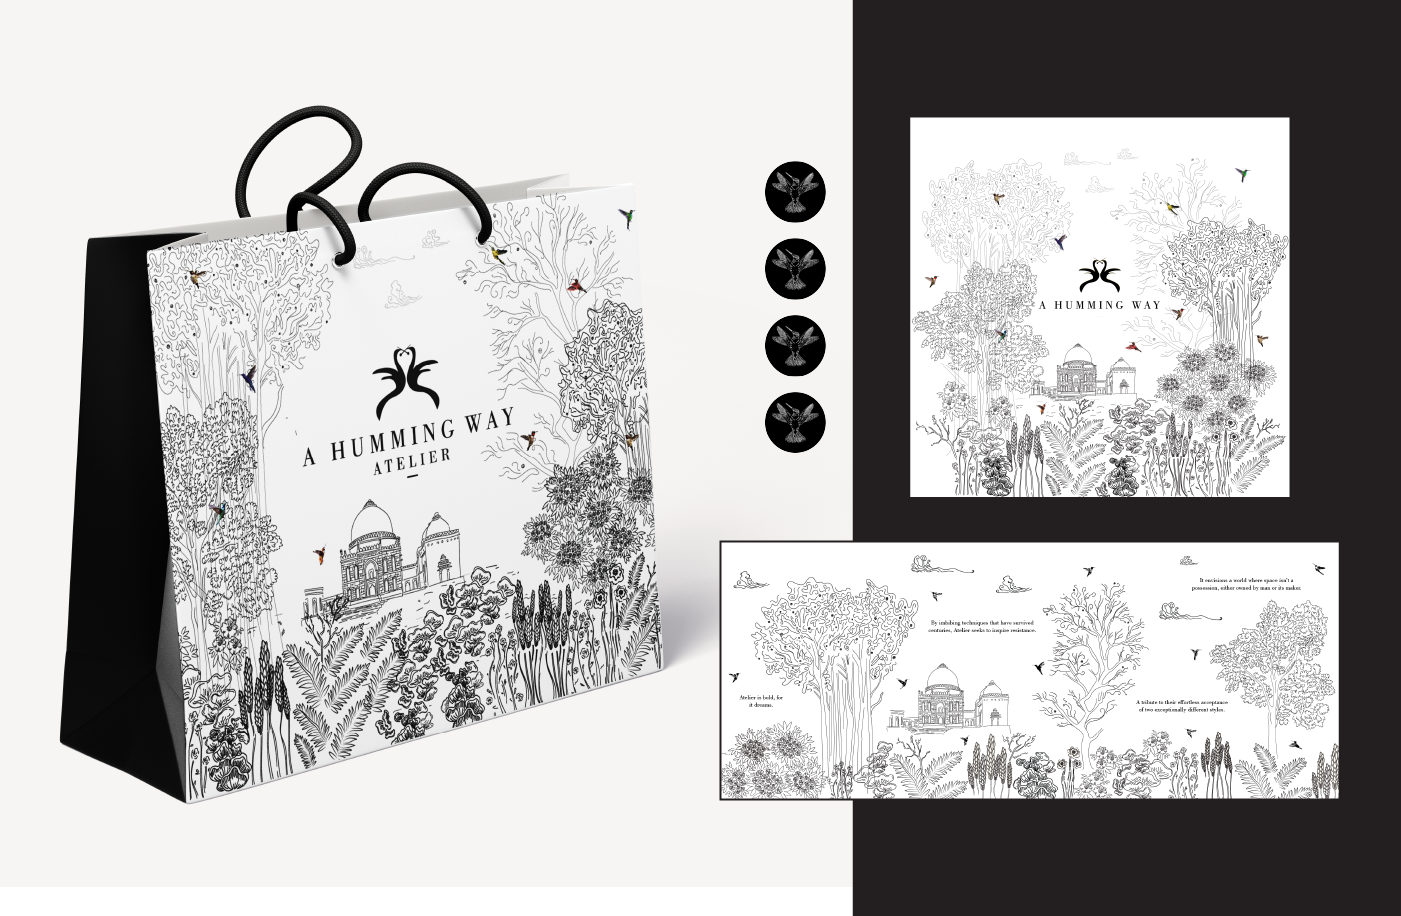 A HUMMING WAY
ATELIER
A HUMMING WAY
It envisions a world where space isn't a
possession, either owned by man or its maker.
By imbibing techniques that have survived
centuries, Atelier seeks to inspire resistance.
Atelier is bold, for
it dreams.
A tribute to their effortless acceptance
of two exceptionally different styles.